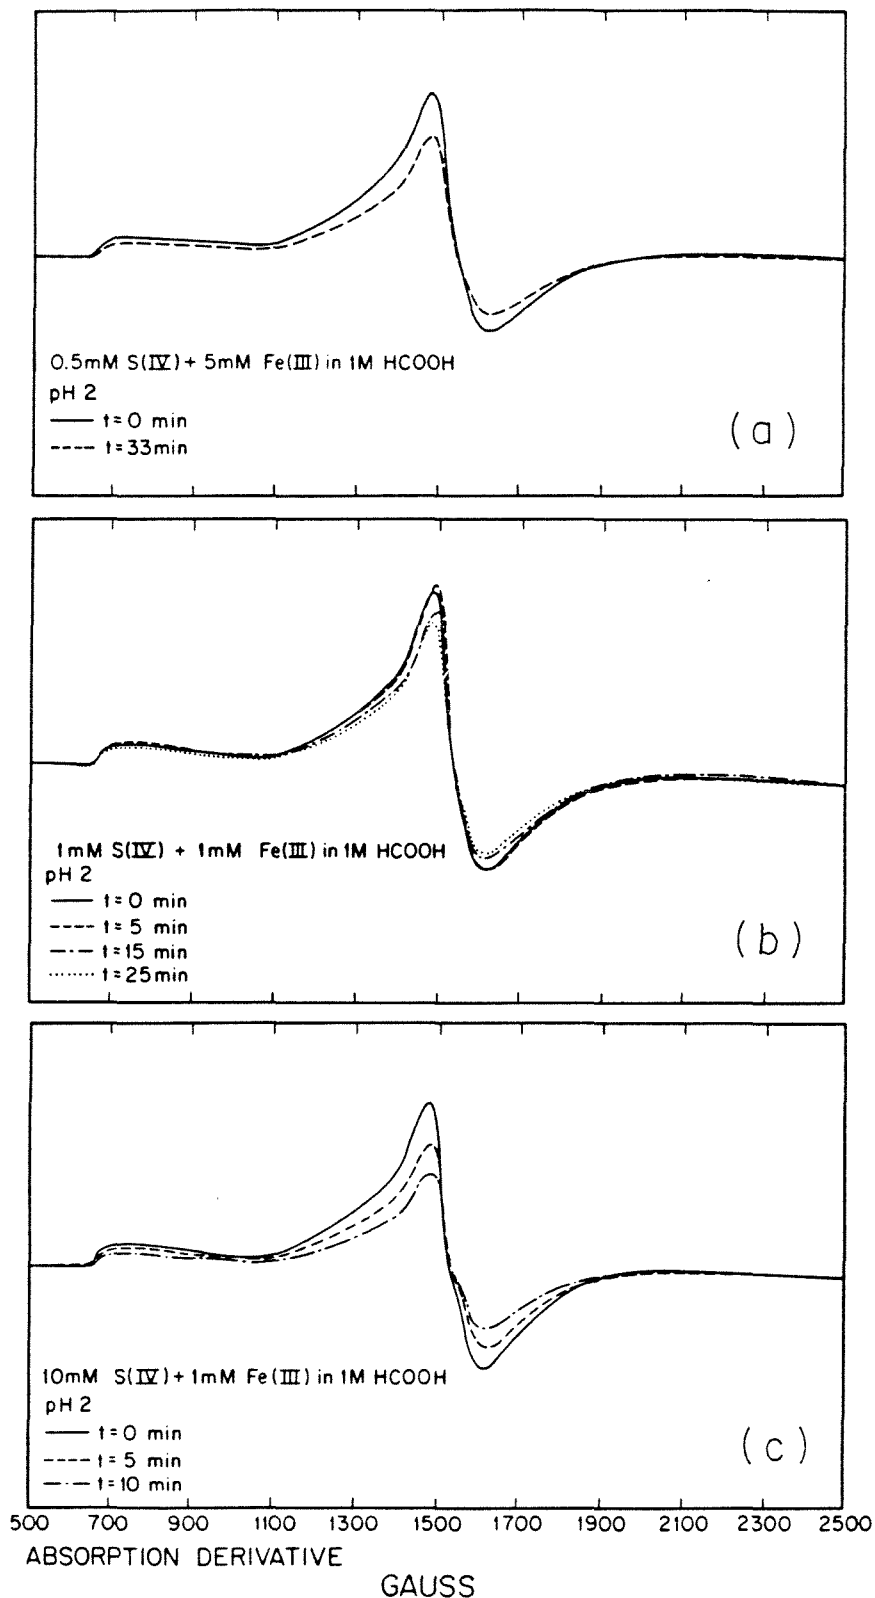 0.5mM S(IV) + 5mM Fe(III) in 1M HCOOH
pH 2
t=0 min
t=33min
(a)
1mM S(IV) + 1mM Fe(III) in 1M HCOOH
pH 2
t=0 min
t=5 min
t=15 min
t=25min
(b)
10mM S(IV) + 1mM Fe(III) in 1M HCOOH
pH 2
t=0 min
t=5 min
t=10 min
(c)
500 700 900 1100 1300 1500 1700 1900 2100 2300 2500
ABSORPTION DERIVATIVE
GAUSS